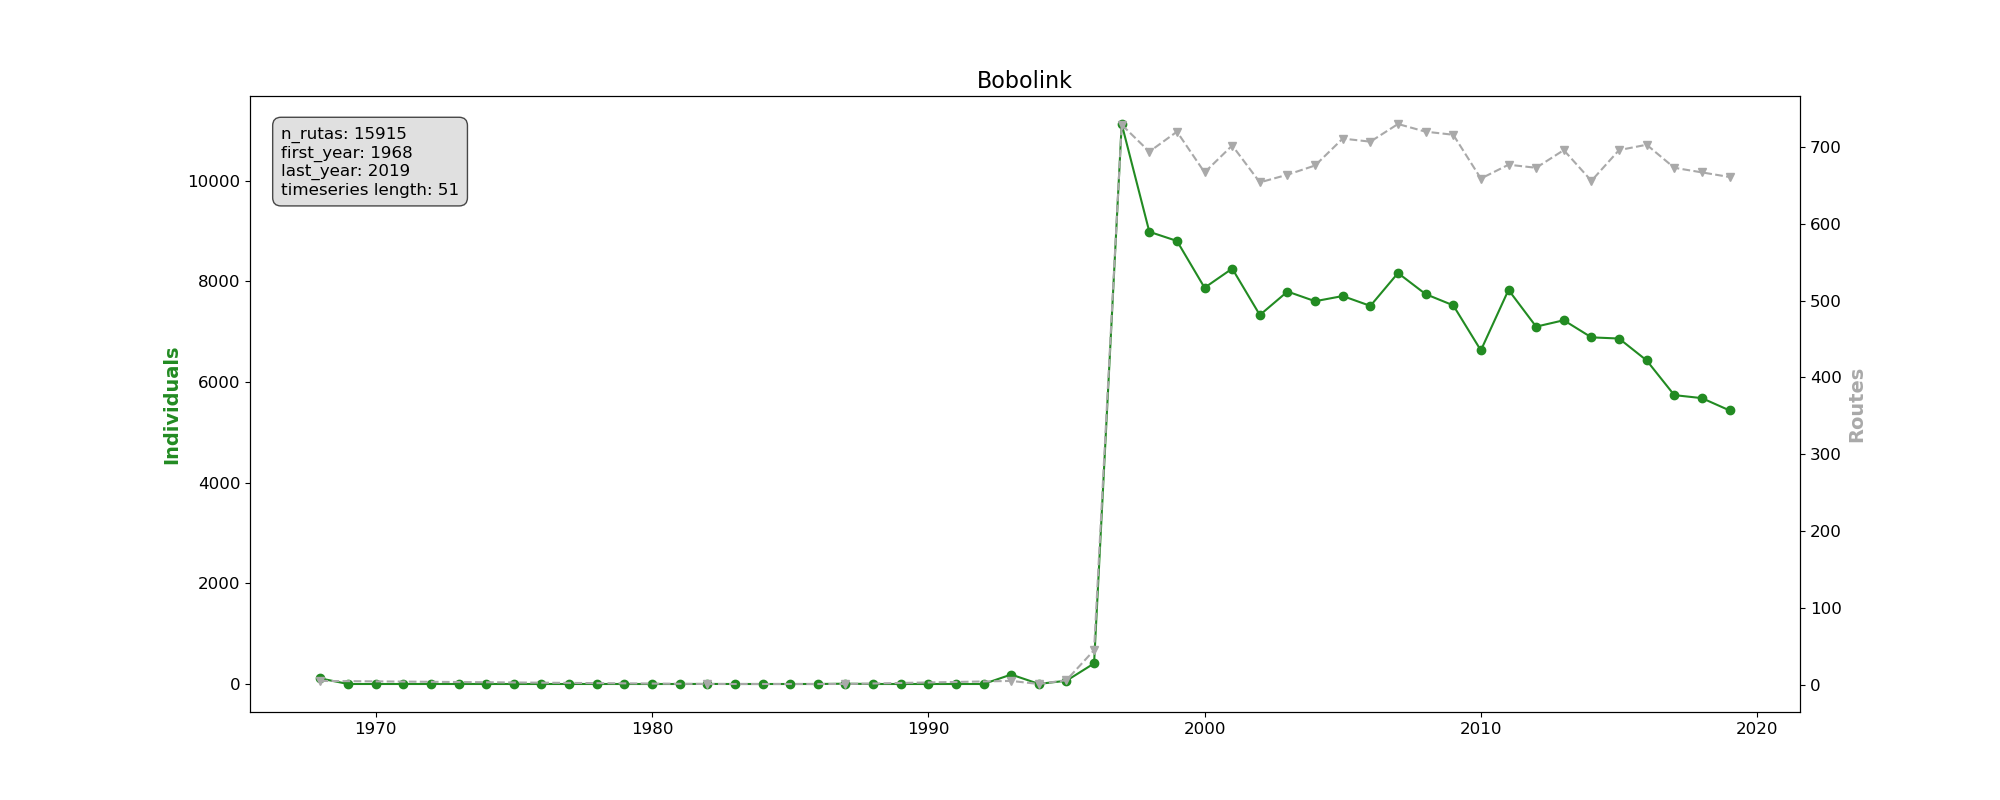 Bobolink
n_rutas: 15915
first_year: 1968
last_year: 2019
timeseries length: 51
Individuals
10000
8000
6000
4000
2000
0
700
600
500
400
300
200
100
0
Routes
1970 1980 1990 2000 2010 2020